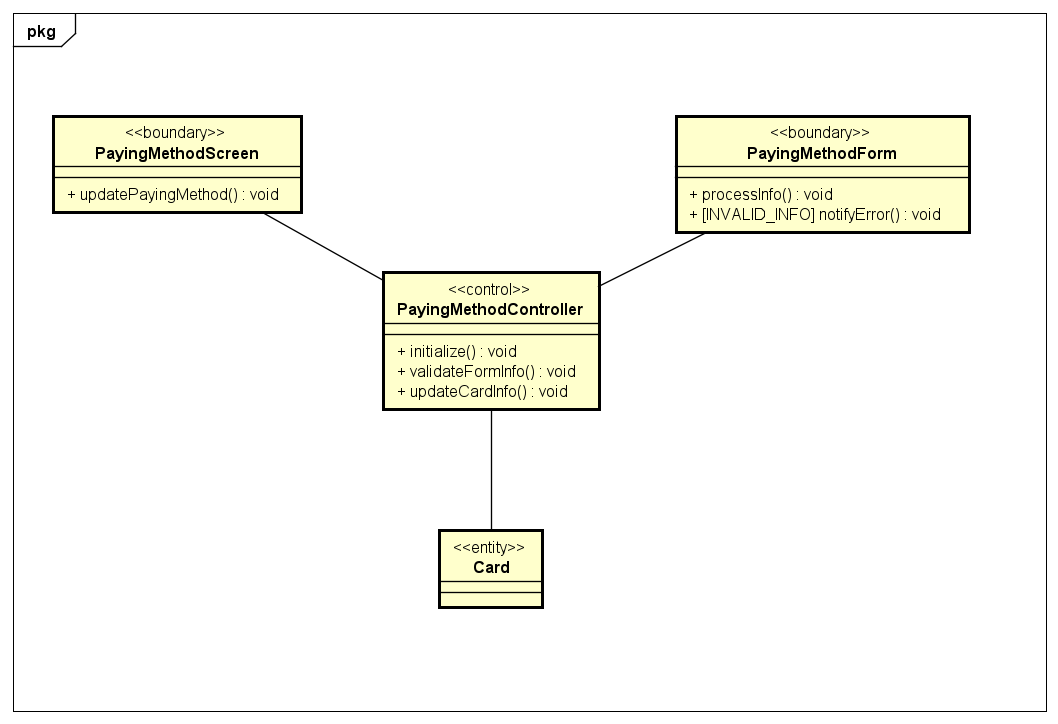 pkg
<<boundary>>
PayingMethodScreen
+ updatePayingMethod() : void
<<boundary>>
PayingMethodForm
+ processInfo() : void
+ [INVALID_INFO] notifyError() : void
<<control>>
PayingMethodController
+ initialize() : void
+ validateFormInfo() : void
+ updateCardInfo() : void
<<entity>>
Card